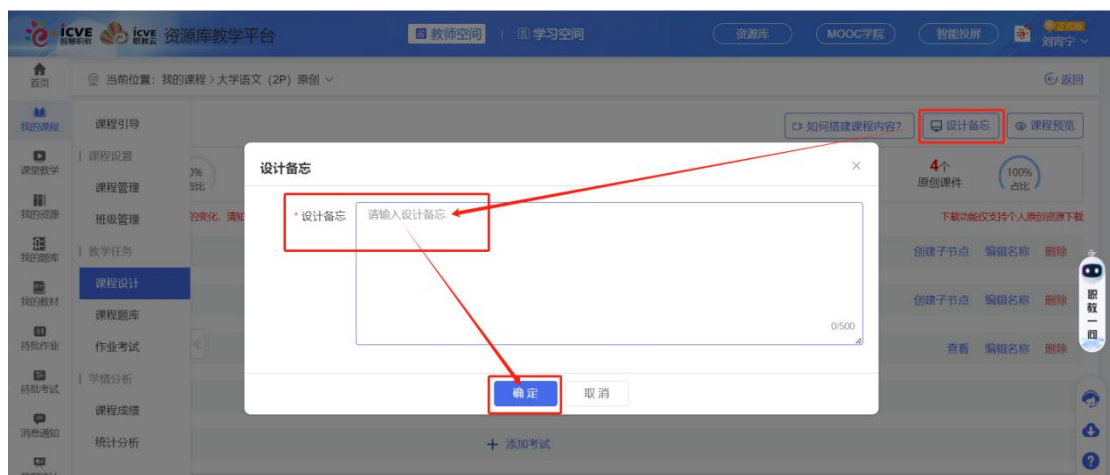 icve 智慧职教 icve 职教云 资源库教学平台
教师空间 学习空间
资源库 MOOC学院 智能投屏
正式版
首页
当前位置：我的课程 > 大学语文（2P）原创
返回
我的课程
课程引导
如何搭建课程内容?
设计备忘
课程预览
课堂教学
课程设置
占比
设计备忘
4个
原创课件
100%
占比
课程管理
我的资源
班级管理
的变化，请知
* 设计备忘
请输入设计备忘
下载功能仅支持个人原创资源下载
我的题库
教学任务
创建子节点 编辑名称 删除
我的教材
课程设计
创建子节点 编辑名称 删除
职教一问
课程题库
0/500
待批作业
作业考试
查看 编辑名称 删除
待批考试
学情分析
确定
取消
课程成绩
消息通知
统计分析
+ 添加考试